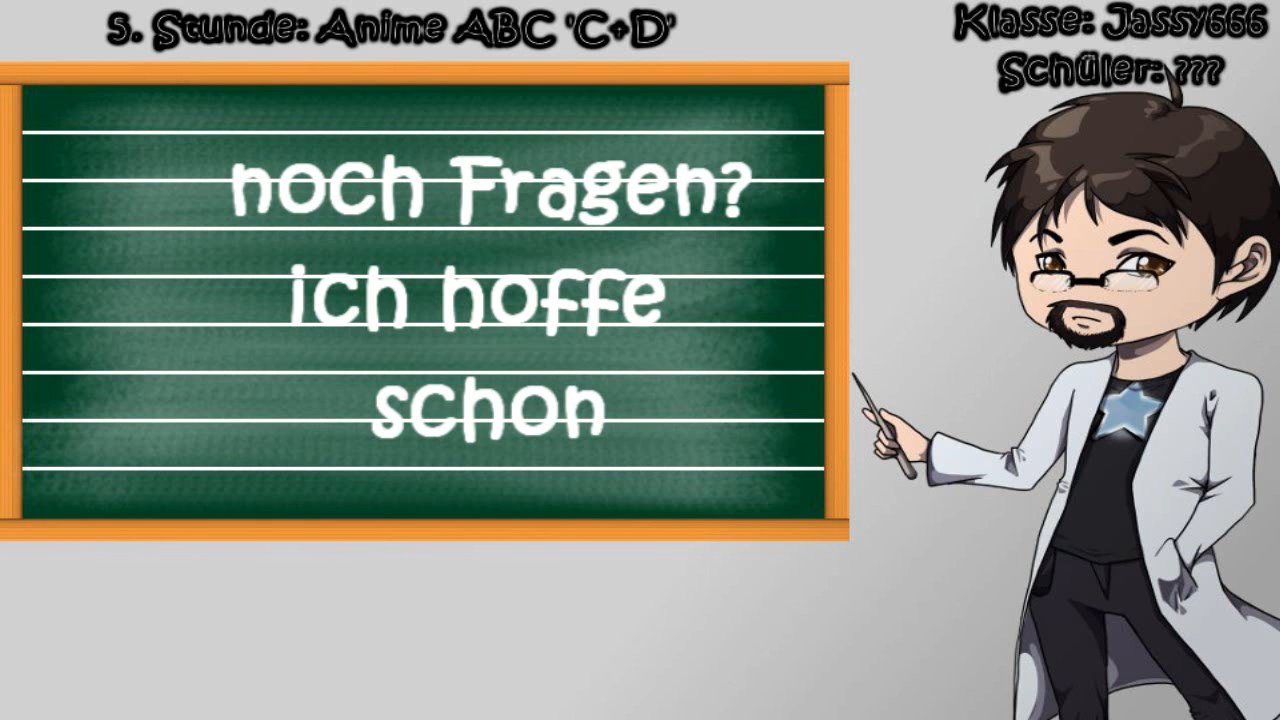 5. Stunde: Anime ABC 'C+D'
Klasse: Jassy666
Schüler: ???
noch Fragen?
ich hoffe
schon